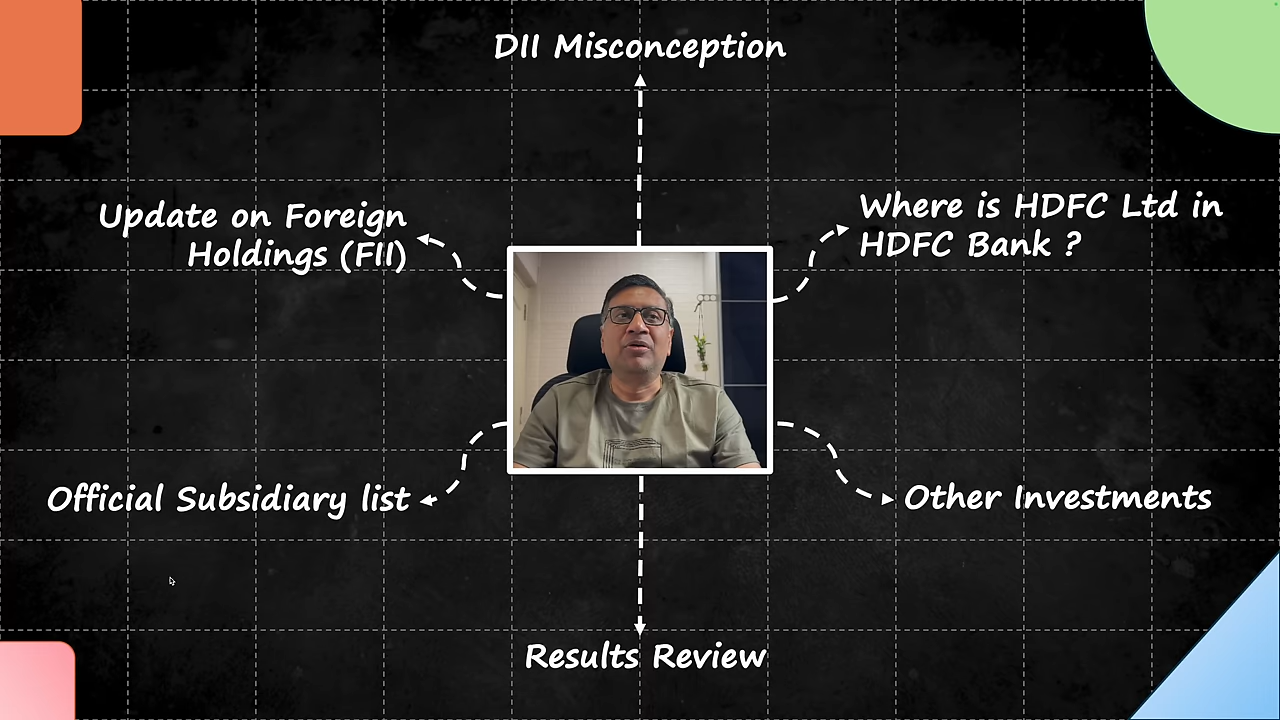 DII Misconception
Update on Foreign
Holdings (FII)
Where is HDFC Ltd in
HDFC Bank ?
Official Subsidiary list
Other Investments
Results Review